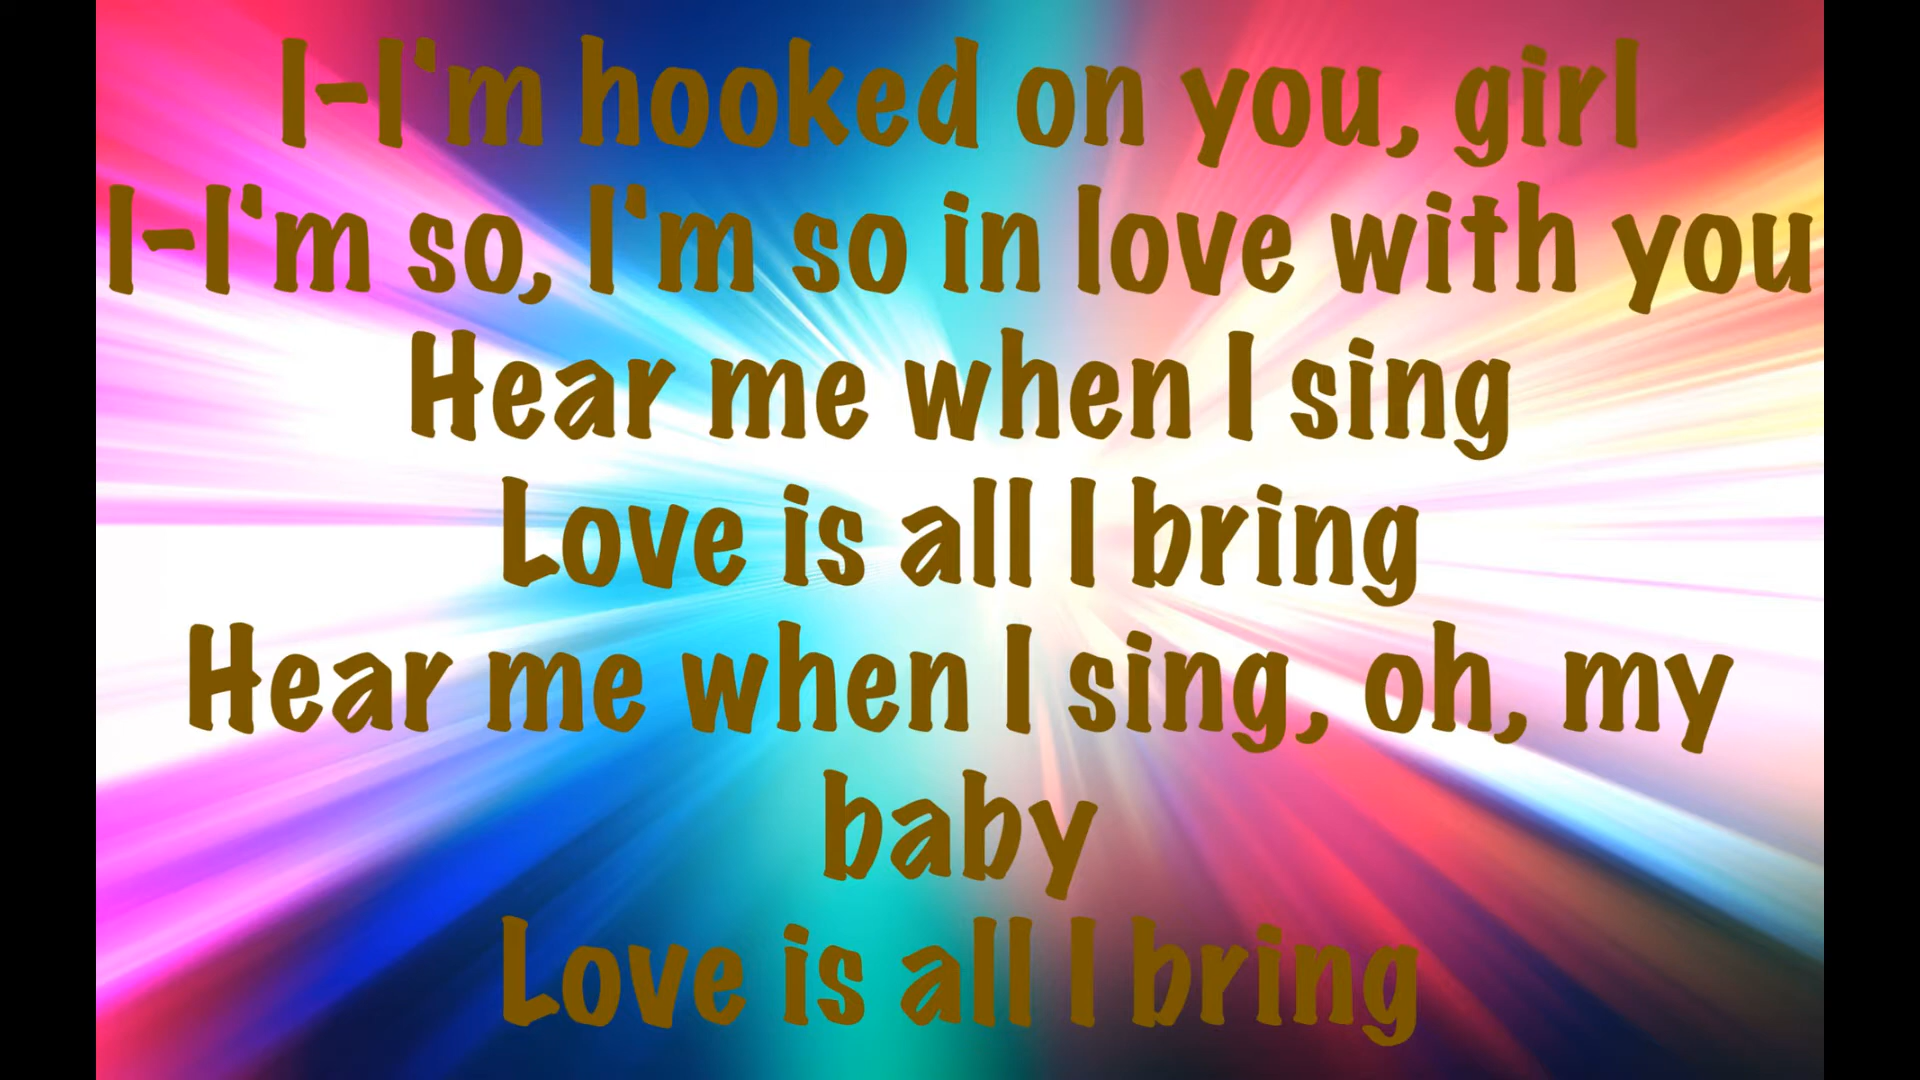 I-I'm hooked on you, girl
I-I'm so, I'm so in love with you
Hear me when I sing
Love is all I bring
Hear me when I sing, oh, my
baby
Love is all I bring